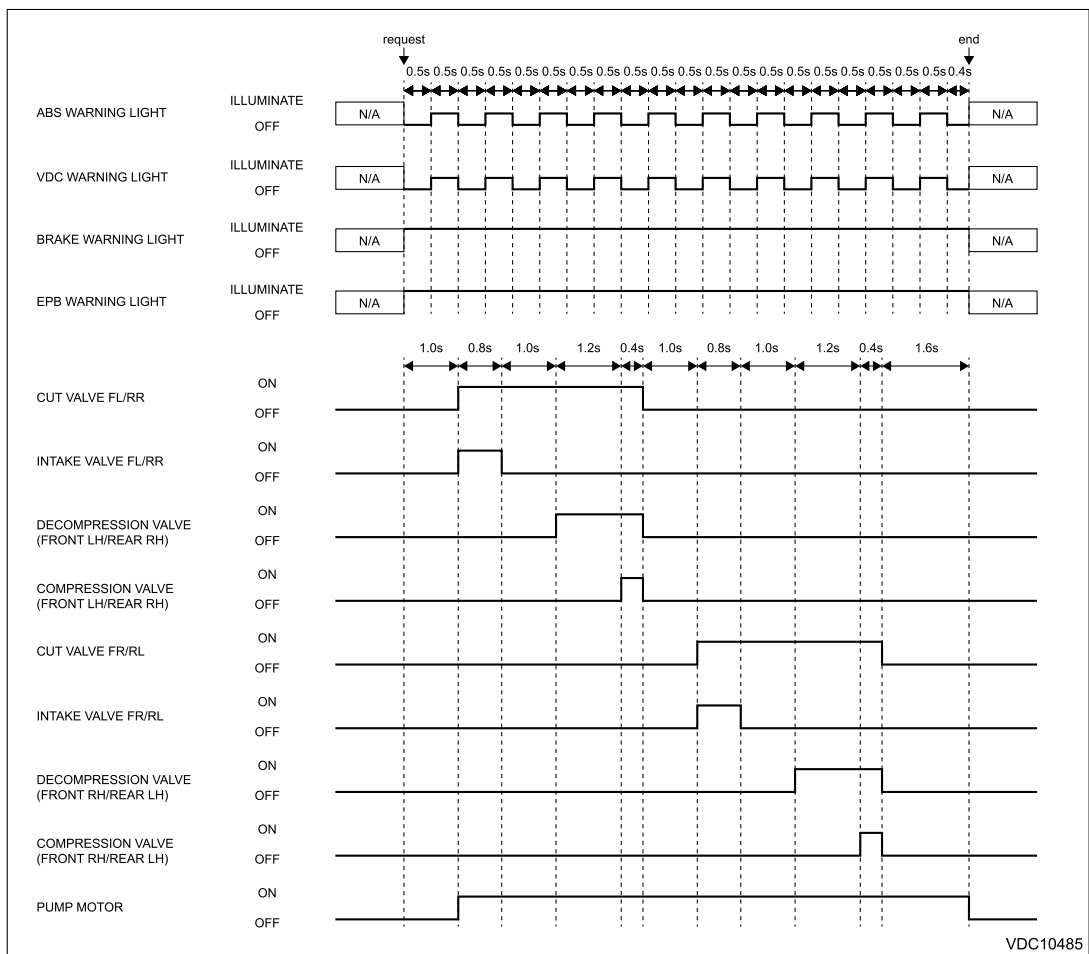 request
end
0.5s 0.5s 0.5s 0.5s 0.5s 0.5s 0.5s 0.5s 0.5s 0.5s 0.5s 0.5s 0.5s 0.5s 0.5s 0.5s 0.5s 0.5s 0.5s 0.5s 0.4s
ABS WARNING LIGHT
ILLUMINATE
OFF
N/A
N/A
VDC WARNING LIGHT
ILLUMINATE
OFF
N/A
N/A
BRAKE WARNING LIGHT
ILLUMINATE
OFF
N/A
N/A
EPB WARNING LIGHT
ILLUMINATE
OFF
N/A
N/A
1.0s 0.8s 1.0s 1.2s 0.4s 1.0s 0.8s 1.0s 1.2s 0.4s 1.6s
CUT VALVE FL/RR
ON
OFF
INTAKE VALVE FL/RR
ON
OFF
DECOMPRESSION VALVE
(FRONT LH/REAR RH)
ON
OFF
COMPRESSION VALVE
(FRONT LH/REAR RH)
ON
OFF
CUT VALVE FR/RL
ON
OFF
INTAKE VALVE FR/RL
ON
OFF
DECOMPRESSION VALVE
(FRONT RH/REAR LH)
ON
OFF
COMPRESSION VALVE
(FRONT RH/REAR LH)
ON
OFF
PUMP MOTOR
ON
OFF
VDC10485